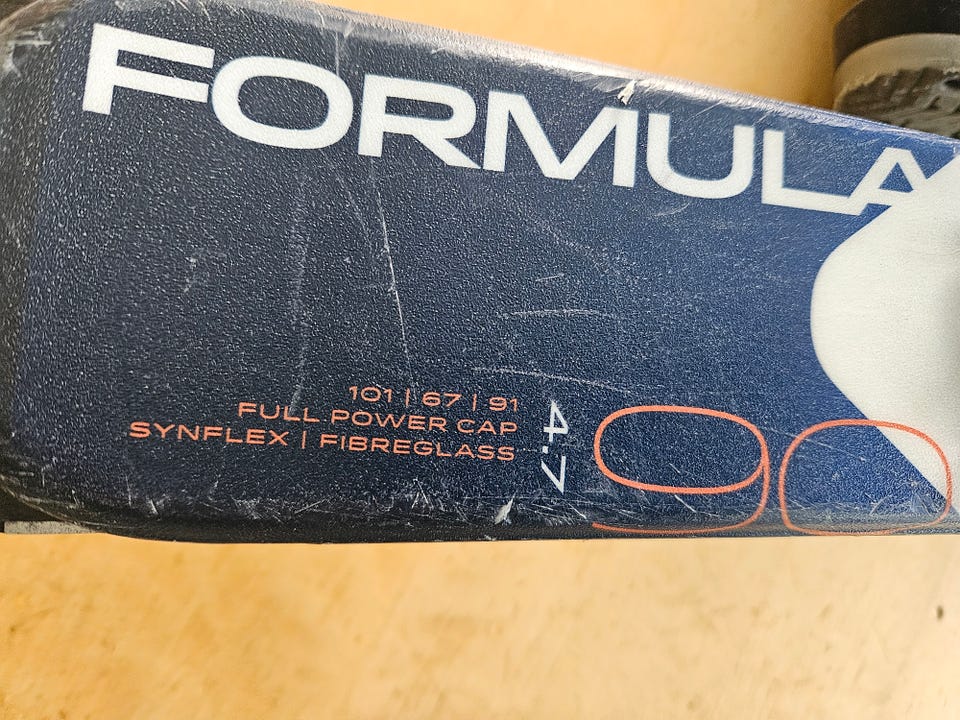 FORMULA
101 | 67 | 91
FULL POWER CAP
SYNFLEX | FIBREGLASS
4.7
90